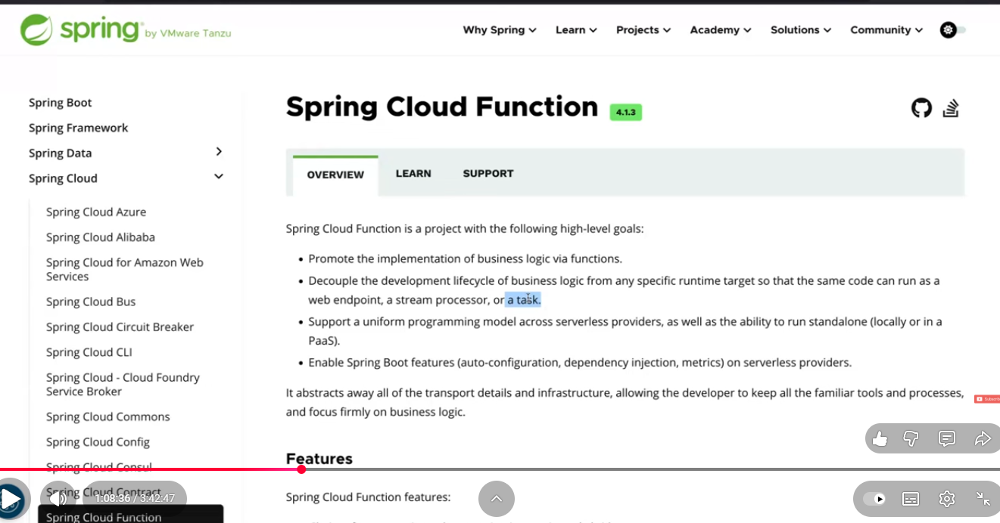 spring by VMware Tanzu
Why Spring
Learn
Projects
Academy
Solutions
Community
Spring Boot
Spring Framework
Spring Data
Spring Cloud
Spring Cloud Azure
Spring Cloud Alibaba
Spring Cloud for Amazon Web
Services
Spring Cloud Bus
Spring Cloud Circuit Breaker
Spring Cloud CLI
Spring Cloud - Cloud Foundry
Service Broker
Spring Cloud Commons
Spring Cloud Config
Spring Cloud Consul
Spring Cloud Contract
Spring Cloud Function
Spring Cloud Function 4.1.3
OVERVIEW
LEARN
SUPPORT
Spring Cloud Function is a project with the following high-level goals:
• Promote the implementation of business logic via functions.
• Decouple the development lifecycle of business logic from any specific runtime target so that the same code can run as a
web endpoint, a stream processor, or a task.
• Support a uniform programming model across serverless providers, as well as the ability to run standalone (locally or in a
PaaS).
• Enable Spring Boot features (auto-configuration, dependency injection, metrics) on serverless providers.
It abstracts away all of the transport details and infrastructure, allowing the developer to keep all the familiar tools and processes,
and focus firmly on business logic.
Features
Spring Cloud Function features:
1:08:36 / 3:42:47